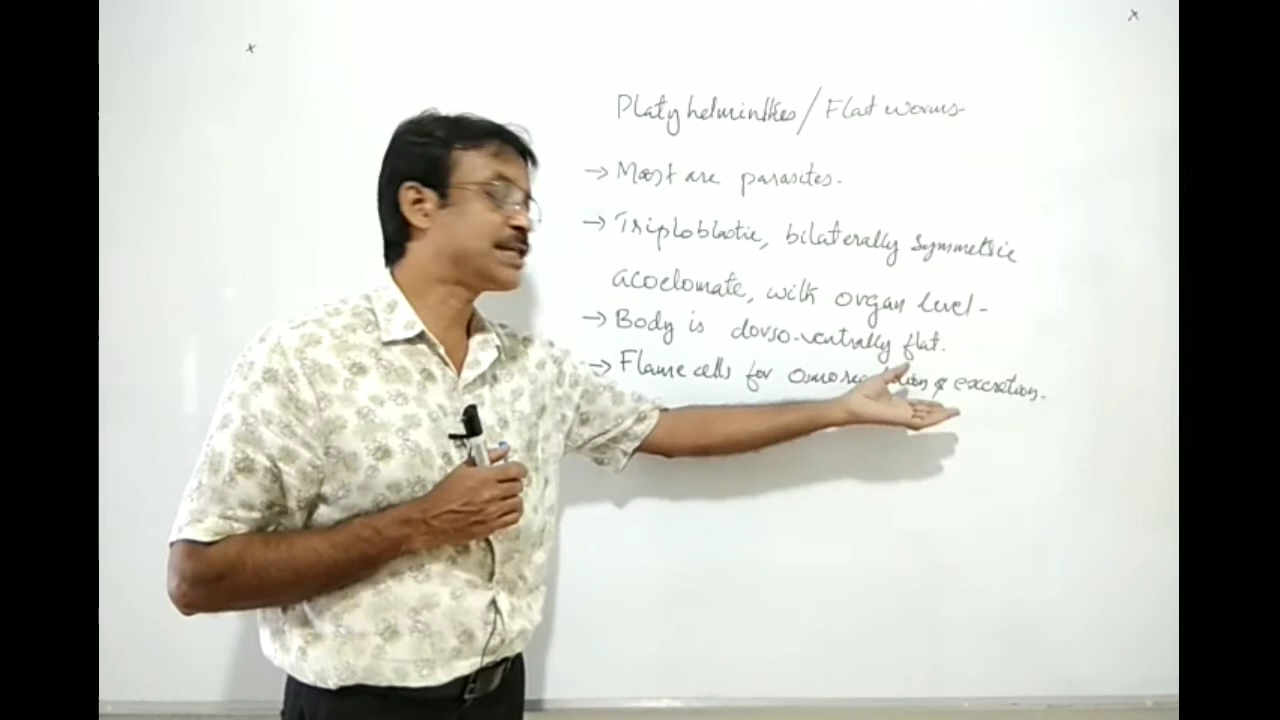 Platyhelminthes / Flat worms-
→ Most are parasites.
→ Triploblastic, bilaterally symmetric
acoelomate, with organ level-
→ Body is dorso-ventrally flat.
→ Flame cells for & excretion.